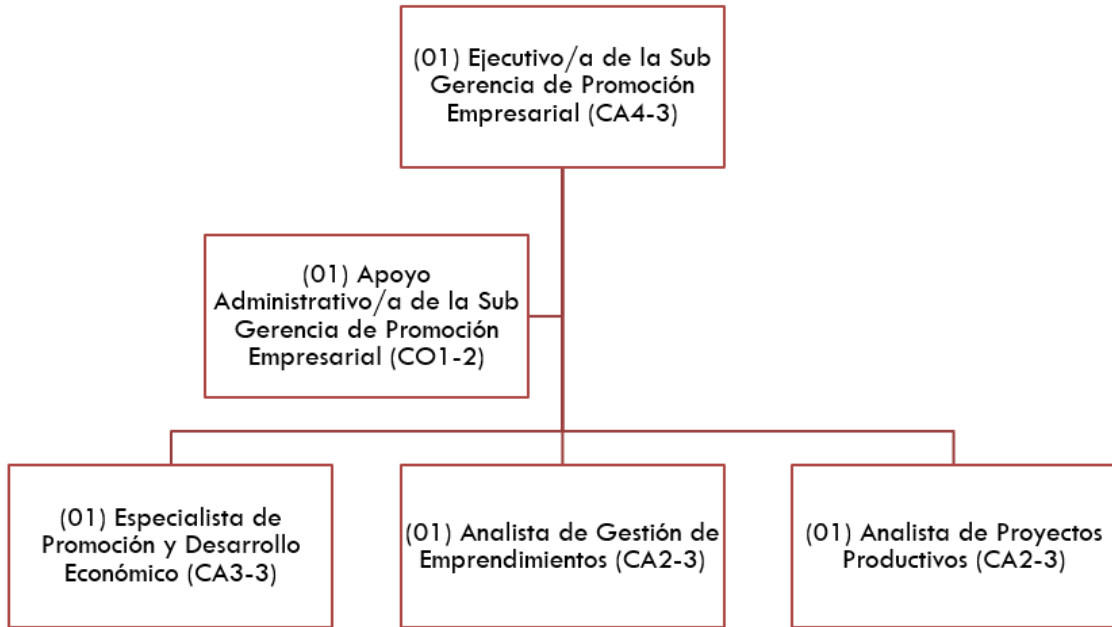 (01) Ejecutivo/a de la Sub
Gerencia de Promoción
Empresarial (CA4-3)
(01) Apoyo
Administrativo/a de la Sub
Gerencia de Promoción
Empresarial (CO1-2)
(01) Especialista de
Promoción y Desarrollo
Económico (CA3-3)
(01) Analista de Gestión de
Emprendimientos (CA2-3)
(01) Analista de Proyectos
Productivos (CA2-3)